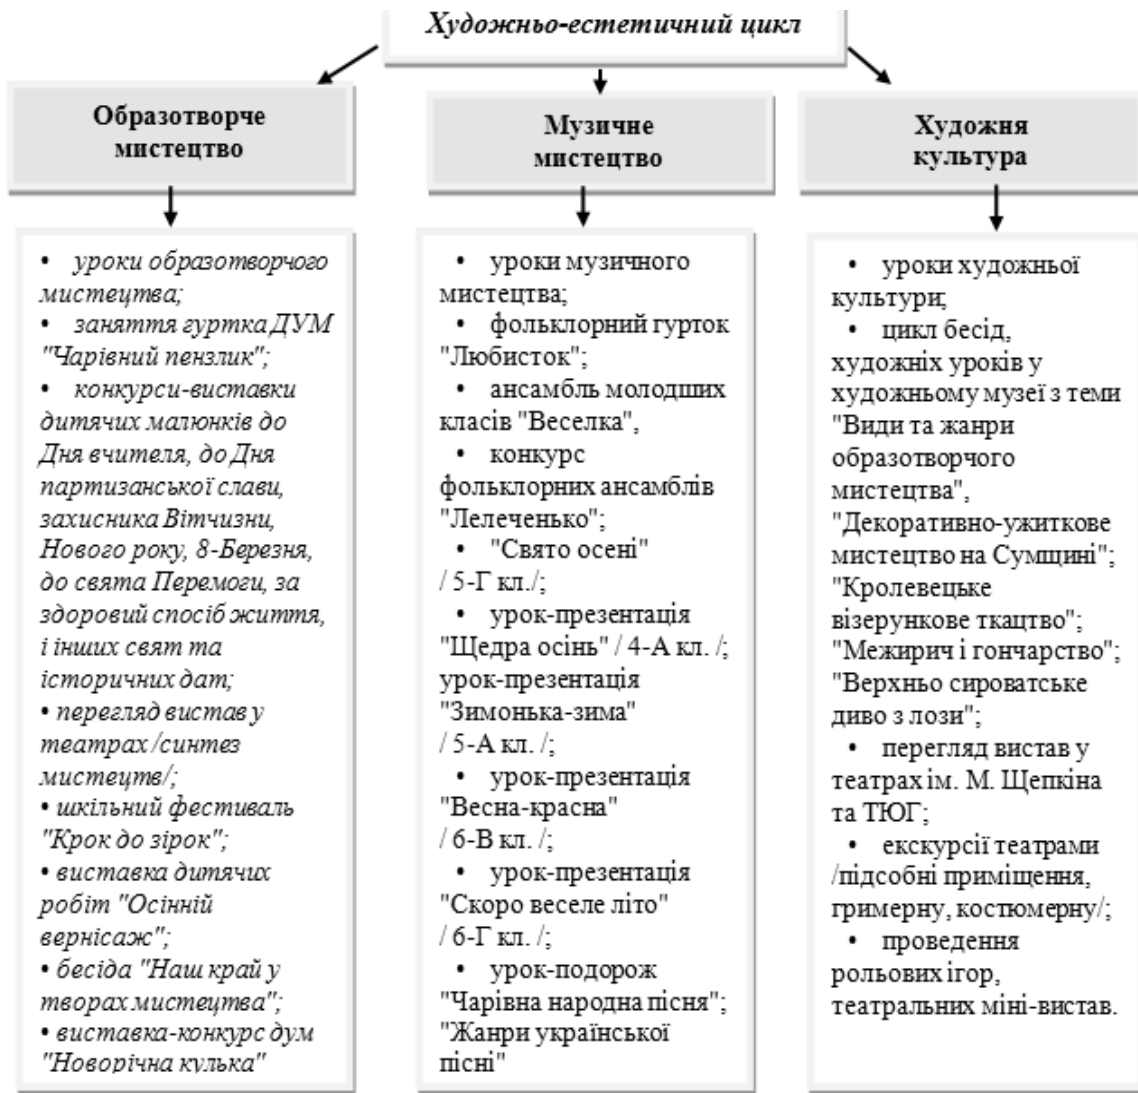 Художньо-естетичний цикл
Образотворче
мистецтво
• уроки образотворчого
мистецтва;
• заняття гуртка ДУМ
"Чарівний пензлик";
• конкурси-виставки
дитячих малюнків до
Дня вчителя, до Дня
партизанської слави,
захисника Вітчизни,
Нового року, 8-Березня,
до свята Перемоги, за
здоровий спосіб життя,
і інших свят та
історичних дат;
• перегляд вистав у
театрах /синтез
мистецтв/;
• шкільний фестиваль
"Крок до зірок";
• виставка дитячих
робіт "Осінній
вернісаж";
• бесіда "Наш край у
творах мистецтва";
• виставка-конкурс дум
"Новорічна кулька"
Музичне
мистецтво
• уроки музичного
мистецтва;
• фольклорний гурток
"Любисток";
• ансамбль молодших
класів "Веселка",
• конкурс
фольклорних ансамблів
"Лелеченько";
• "Свято осені"
/ 5-Г кл./;
• урок-презентація
"Щедра осінь" / 4-А кл. /;
урок-презентація
"Зимонька-зима"
/ 5-А кл. /;
• урок-презентація
"Весна-красна"
/ 6-В кл. /;
• урок-презентація
"Скоро веселе літо"
/ 6-Г кл. /;
• урок-подорож
"Чарівна народна пісня";
"Жанри української
пісні"
Художня
культура
• уроки художньої
культури;
• цикл бесід,
художніх уроків у
художньому музеї з теми
"Види та жанри
образотворчого
мистецтва",
"Декоративно-ужиткове
мистецтво на Сумщині";
"Кролевецьке
візерункове ткацтво";
"Межирич і гончарство";
"Верхньо сироватське
диво з лози";
• перегляд вистав у
театрах ім. М. Щепкіна
та ТЮГ;
• екскурсії театрами
/підсобні приміщення,
гримерну, костюмерну/;
• проведення
рольових ігор,
театральних міні-вистав.